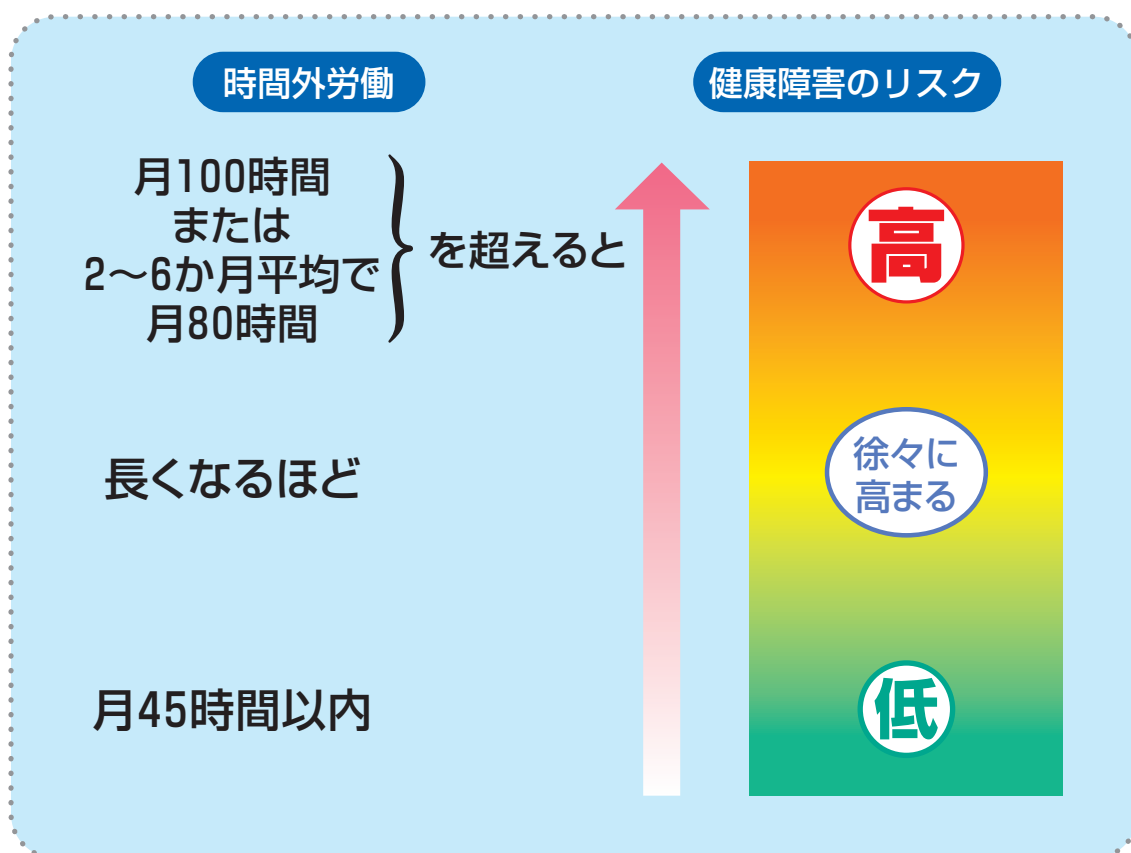 時間外労働
健康障害のリスク
月100時間
または
2〜6か月平均で
月80時間
を超えると
高
長くなるほど
徐々に
高まる
月45時間以内
低